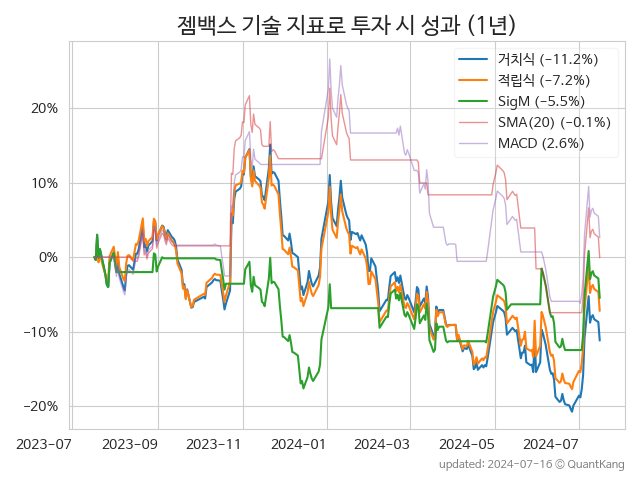 젬백스 기술 지표로 투자 시 성과 (1년)
거치식 (-11.2%)
적립식 (-7.2%)
SigM (-5.5%)
SMA(20) (-0.1%)
MACD (2.6%)
20%
10%
0%
−10%
−20%
2023-07 2023-09 2023-11 2024-01 2024-03 2024-05 2024-07
updated: 2024-07-16 © QuantKang